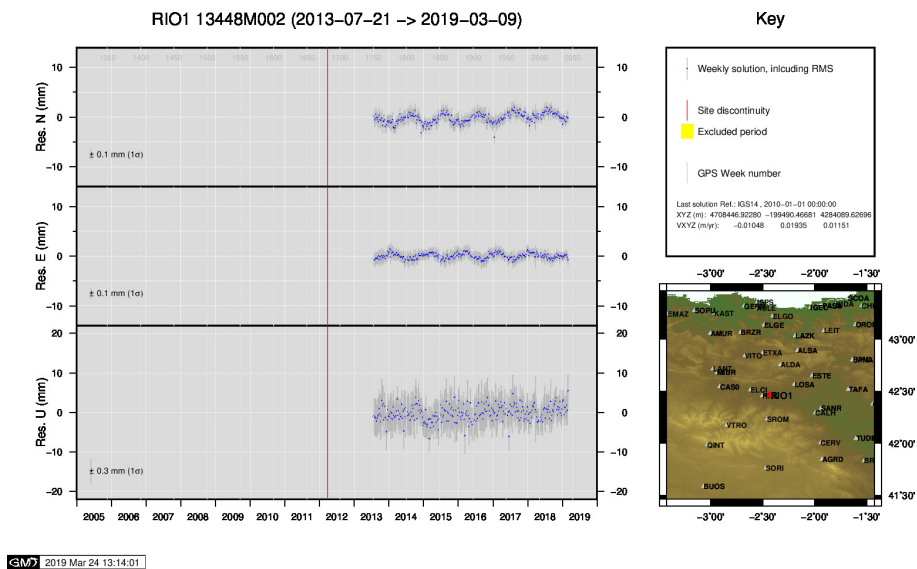 RIO1 13448M002 (2013-07-21 -> 2019-03-09)
Key
1350 1400 1450 1500 1550 1600 1650 1700 1750 1800 1850 1900 1950 2000 2050
Res. N (mm)
10 0 -10
10 0 -10
± 0.1 mm (1σ)
Res. E (mm)
10 0 -10
10 0 -10
± 0.1 mm (1σ)
Res. U (mm)
20 10 0 -10 -20
20 10 0 -10 -20
± 0.3 mm (1σ)
2005 2006 2007 2008 2009 2010 2011 2012 2013 2014 2015 2016 2017 2018 2019
Weekly solution, inlcuding RMS
Site discontinuity
Excluded period
GPS Week number
Last solution Ref.: IGS14 , 2010-01-01 00:00:00
XYZ (m): 4708446.92280 -199490.46681 4284089.62696
VXYZ (m/yr): -0.01048 0.01935 0.01151
-3˚00' -2˚30' -2˚00' -1˚30'
SCOA
EMAZ SOPU KAST ELGO
AMUR BRZR ELGE LAZK LEIT
43˚00'
VITO ETXA ALSA
ALDA
ESTE
CAS0 ELCI LOSA TAFA
42˚30'
RIO1
SROM CALR SANR
VTRO
QINT CERV TUDE
42˚00'
SORI AGRD BR
BUOS
41˚30'
-3˚00' -2˚30' -2˚00' -1˚30'
GMT 2019 Mar 24 13:14:01